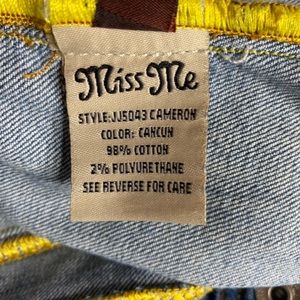 Miss Me
STYLE:JJ5043 CAMERON
COLOR: CANCUN
98% COTTON
2% POLYURETHANE
SEE REVERSE FOR CARE